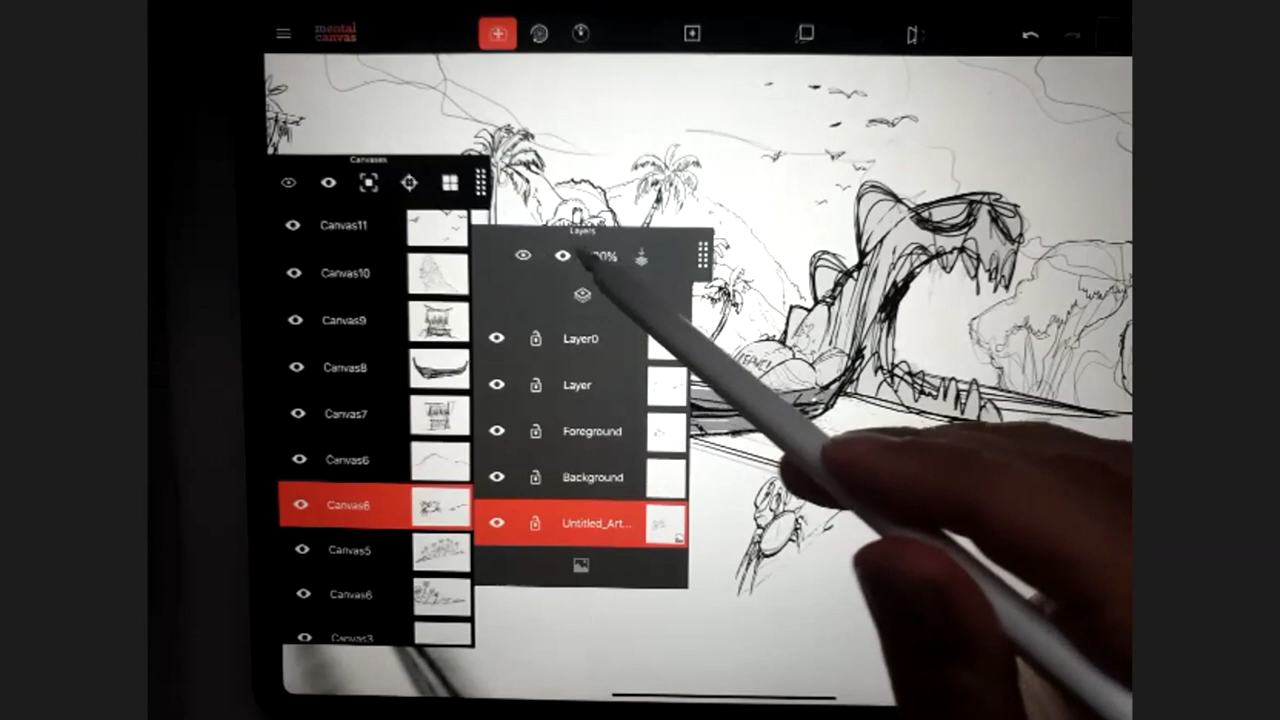 mental
canvas
Canvases
Canvas11
Canvas10
Canvas9
Canvas8
Canvas7
Canvas6
Canvas6
Canvas5
Canvas6
Canvas3
Layers
Layer0
Layer
Foreground
Background
Untitled_Art...